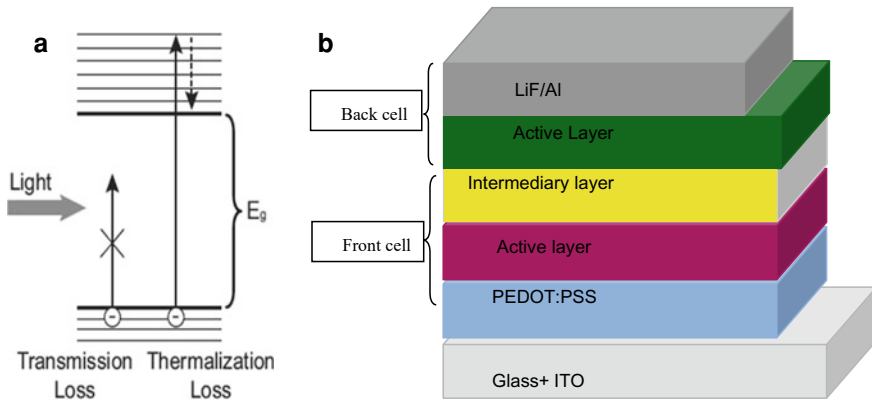 a
Light
E_g
Transmission Loss
Thermalization Loss
b
Back cell
Front cell
LiF/Al
Active Layer
Intermediary layer
Active layer
PEDOT:PSS
Glass+ ITO